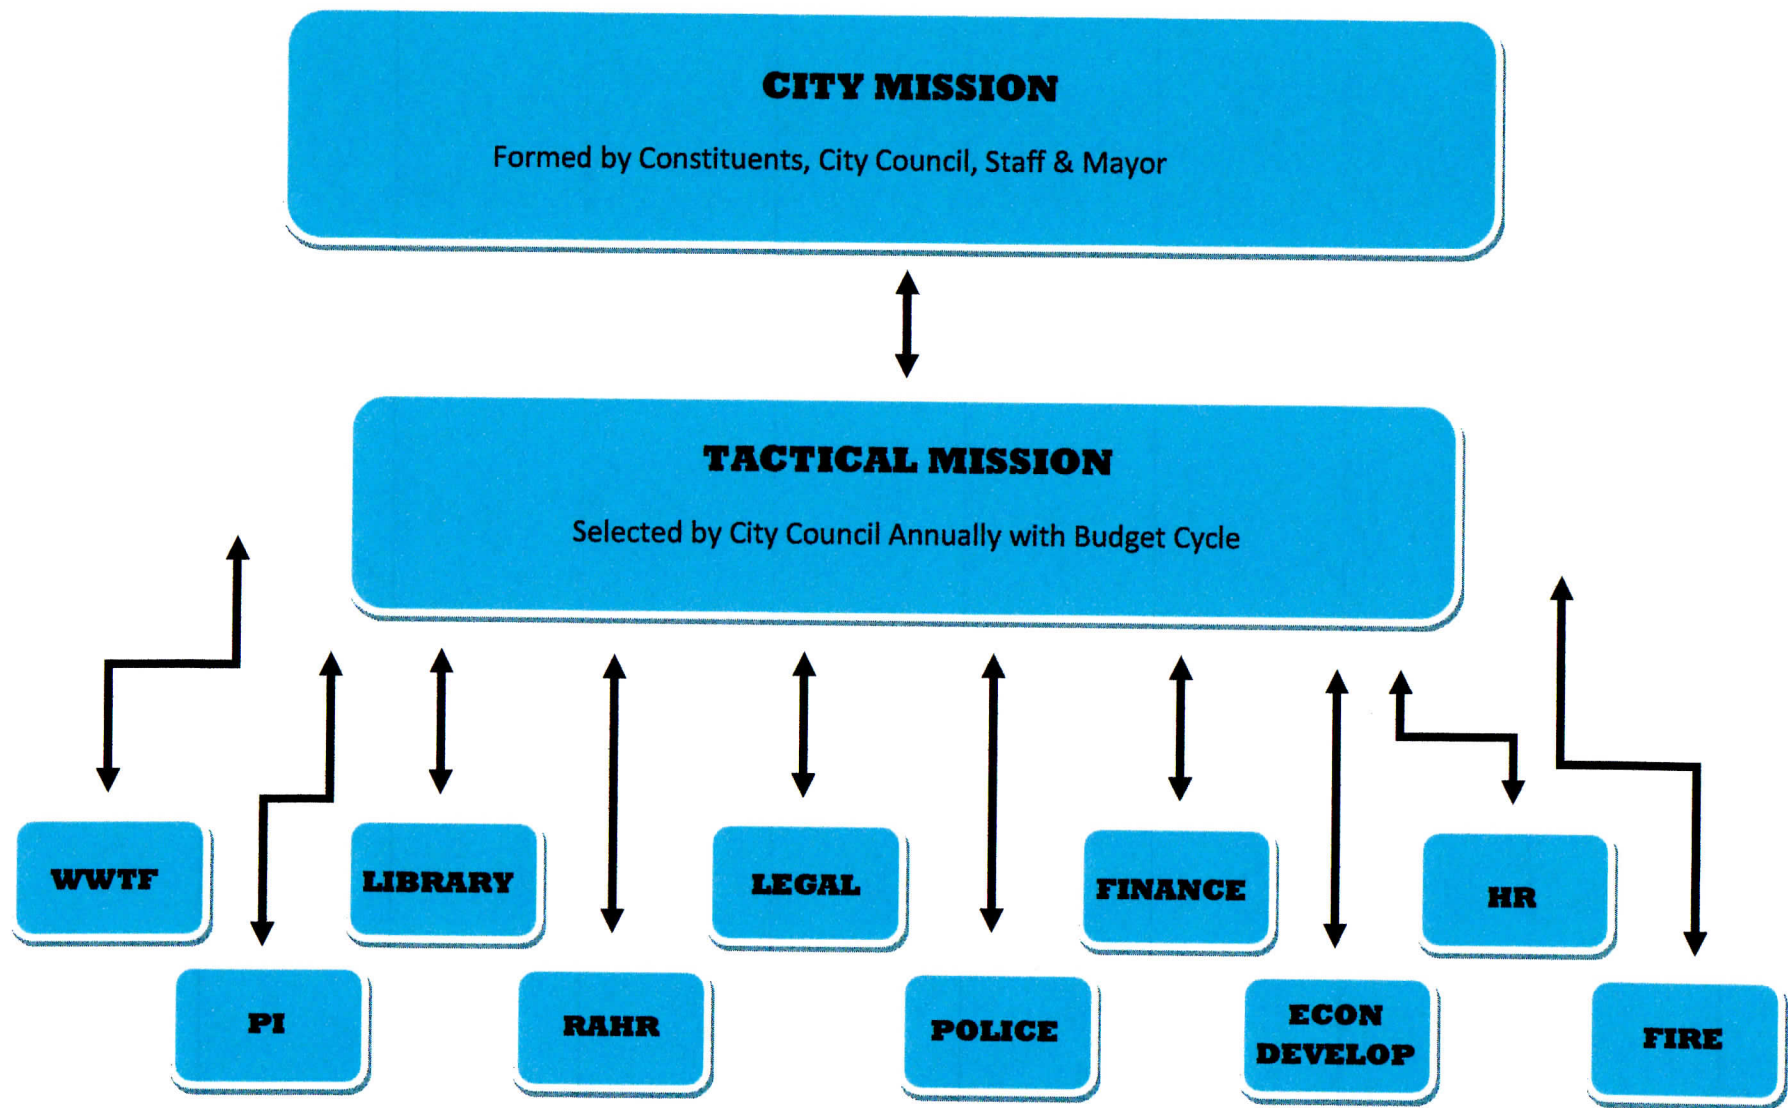 CITY MISSION
Formed by Constituents, City Council, Staff & Mayor
TACTICAL MISSION
Selected by City Council Annually with Budget Cycle
WWTF
LIBRARY
LEGAL
FINANCE
HR
PI
RAHR
POLICE
ECON
DEVELOP
FIRE